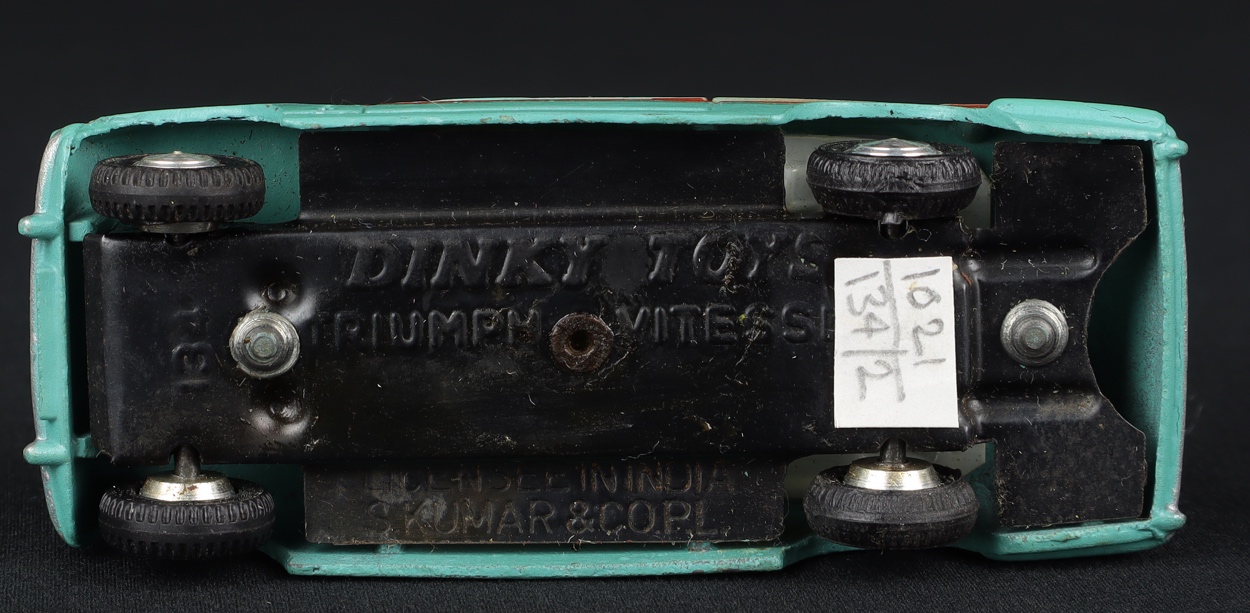 DINKY TOYS
TRIUMPH VITESSE
134
LICENSEE IN INDIA
S.KUMAR & CO.P.L.
1021
134/2